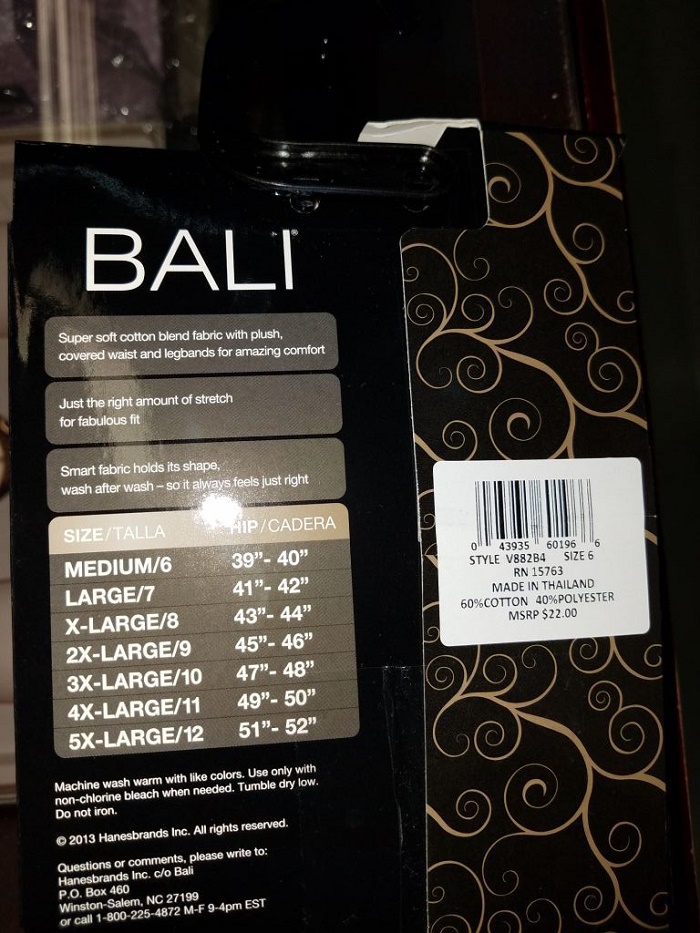 BALI®
Super soft cotton blend fabric with plush,
covered waist and legbands for amazing comfort
Just the right amount of stretch
for fabulous fit
Smart fabric holds its shape,
wash after wash – so it always feels just right
SIZE/TALLA HIP/CADERA
MEDIUM/6 39”- 40”
LARGE/7 41”- 42”
X-LARGE/8 43”- 44”
2X-LARGE/9 45”- 46”
3X-LARGE/10 47”- 48”
4X-LARGE/11 49”- 50”
5X-LARGE/12 51”- 52”
Machine wash warm with like colors. Use only with
non-chlorine bleach when needed. Tumble dry low.
Do not iron.
© 2013 Hanesbrands Inc. All rights reserved.
Questions or comments, please write to:
Hanesbrands Inc. c/o Bali
P.O. Box 460
Winston-Salem, NC 27199
or call 1-800-225-4872 M-F 9-4pm EST
0 43935 60196 6
STYLE V882B4 SIZE 6
RN 15763
MADE IN THAILAND
60%COTTON 40%POLYESTER
MSRP $22.00